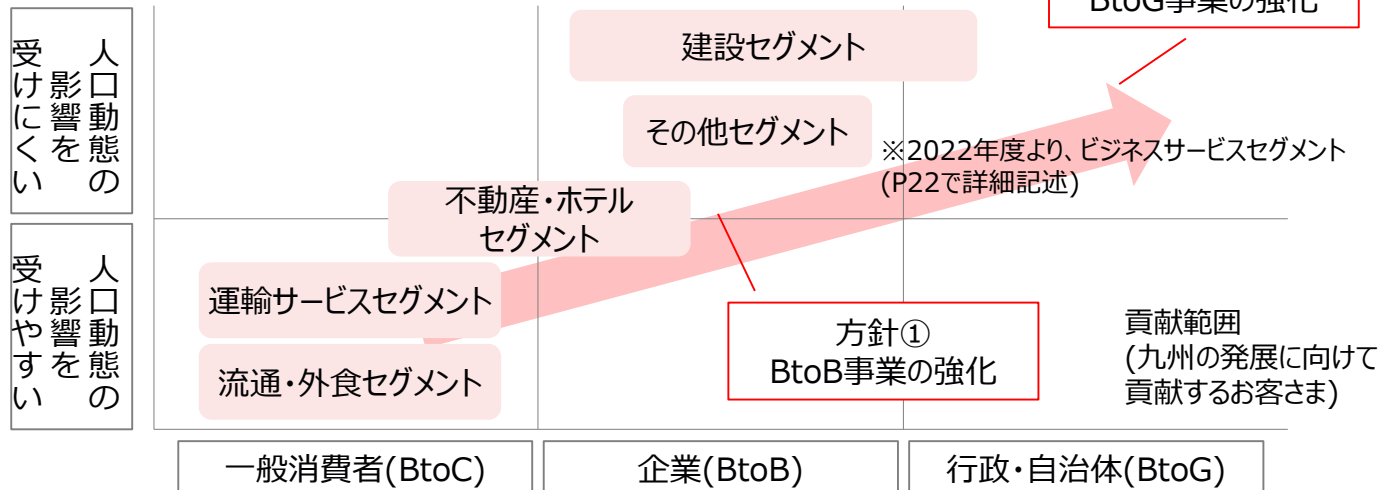 BtoG事業の強化
人口動態の
影響を
受けにくい
建設セグメント
その他セグメント
※2022年度より、ビジネスサービスセグメント
(P22で詳細記述)
不動産・ホテル
セグメント
人口動態の
影響を
受けやすい
運輸サービスセグメント
流通・外食セグメント
方針①
BtoB事業の強化
貢献範囲
(九州の発展に向けて
貢献するお客さま)
一般消費者(BtoC)
企業(BtoB)
行政・自治体(BtoG)